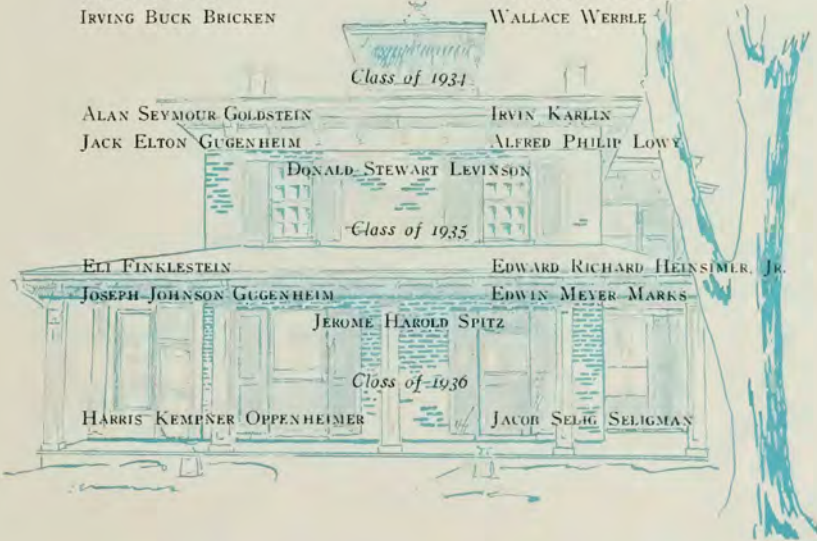 IRVING BUCK BRICKEN WALLACE WERBLE
Class of 1934
ALAN SEYMOUR GOLDSTEIN IRVIN KARLIN
JACK ELTON GUGENHEIM ALFRED PHILIP LOWY
DONALD STEWART LEVINSON
Class of 1935
ELI FINKLESTEIN EDWARD RICHARD HEINSIMER, JR.
JOSEPH JOHNSON GUGENHEIM EDWIN MEYER MARKS
JEROME HAROLD SPITZ
Class of 1936
HARRIS KEMPNER OPPENHEIMER JACOB SELIG SELIGMAN